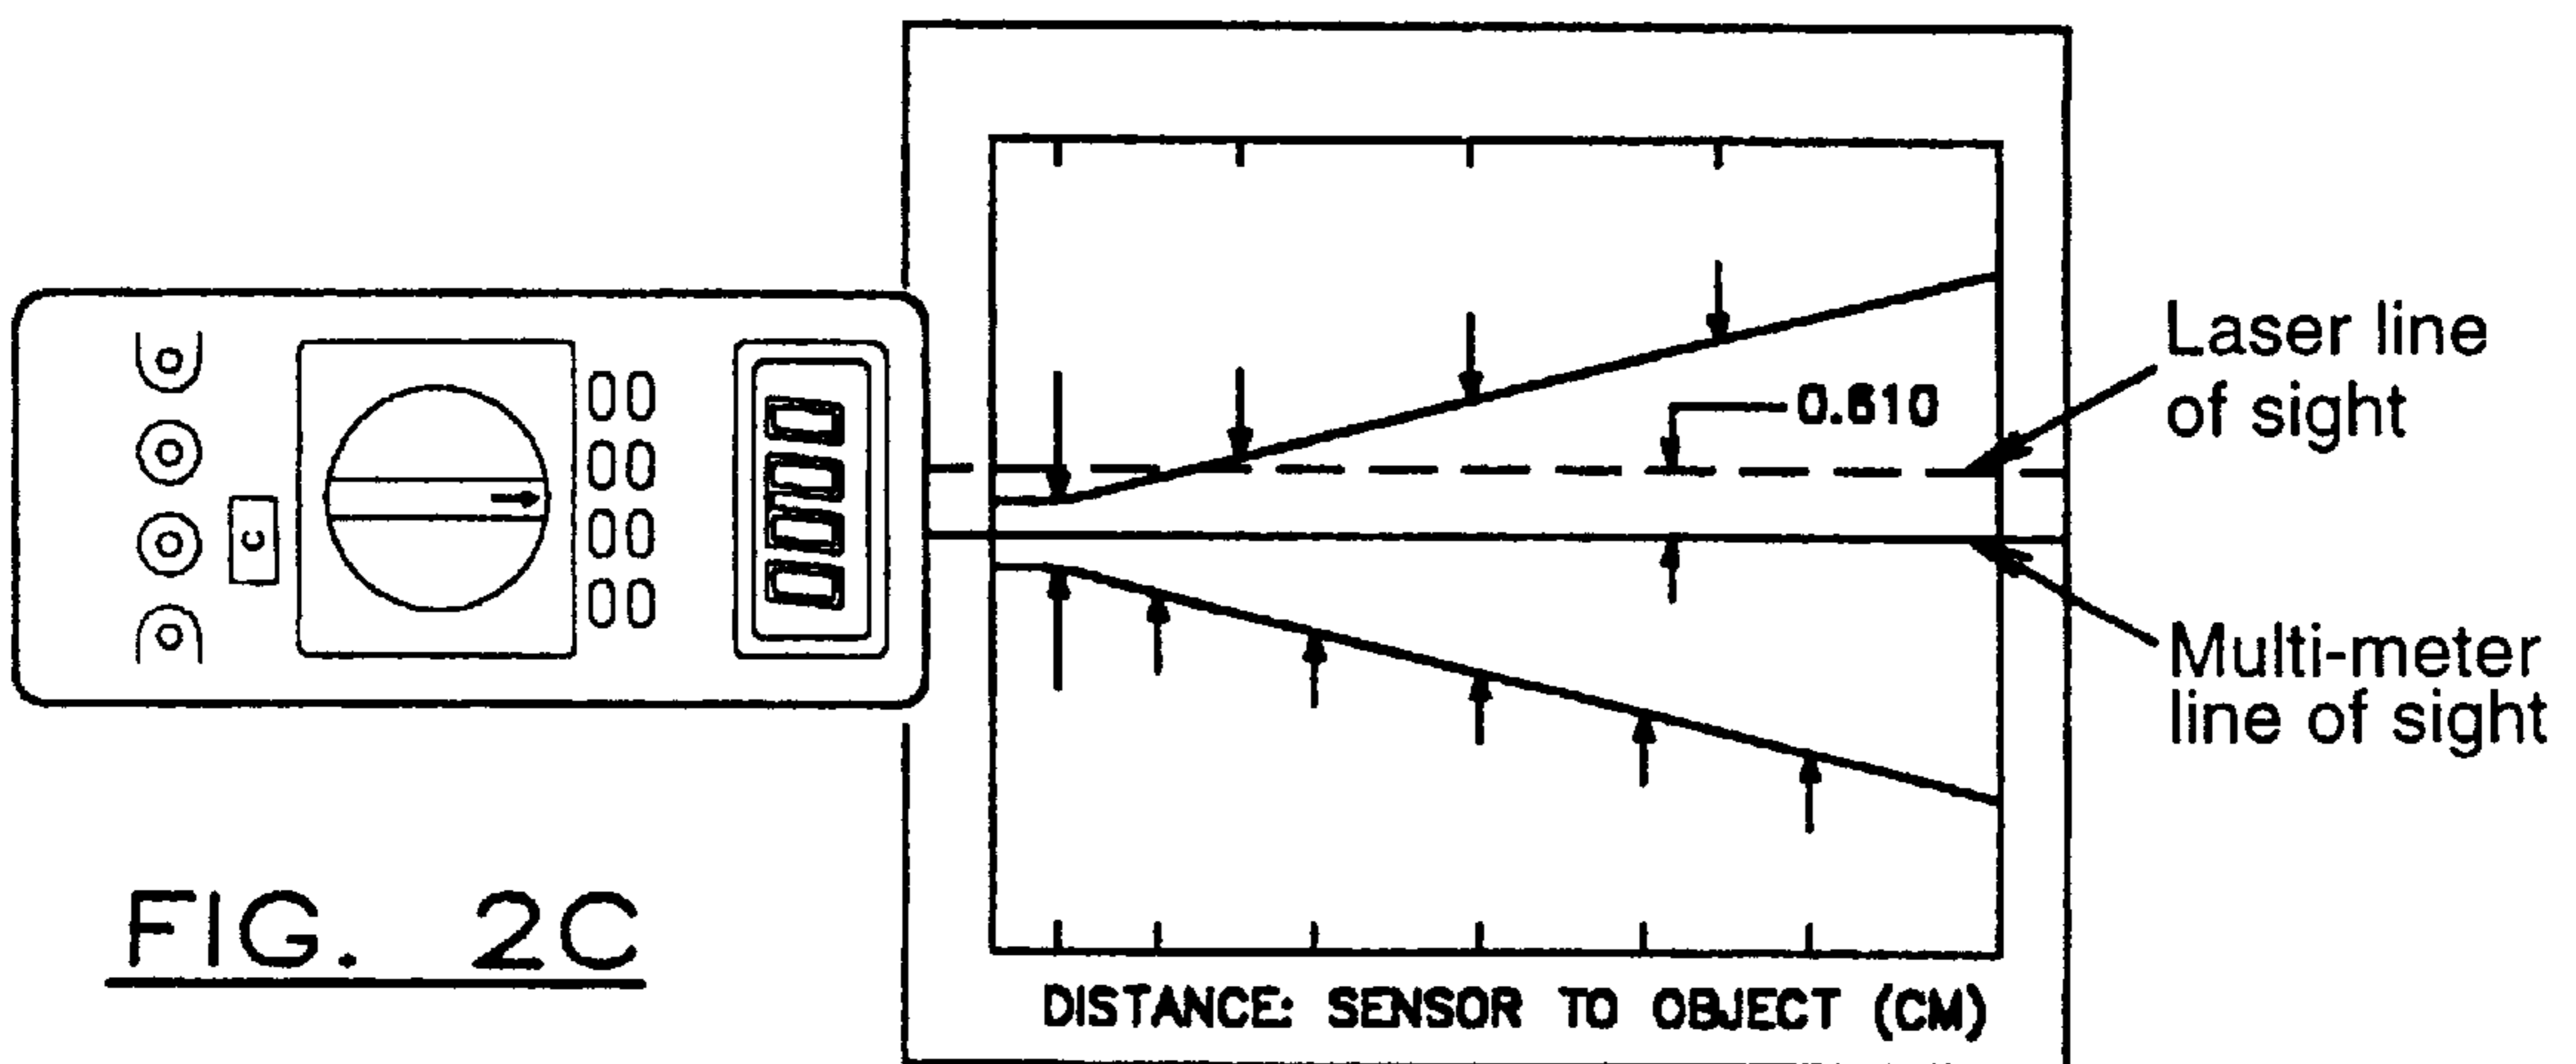 Laser line
of sight
0.610
Multi-meter
line of sight
C
FIG. 2C
DISTANCE: SENSOR TO OBJECT (CM)